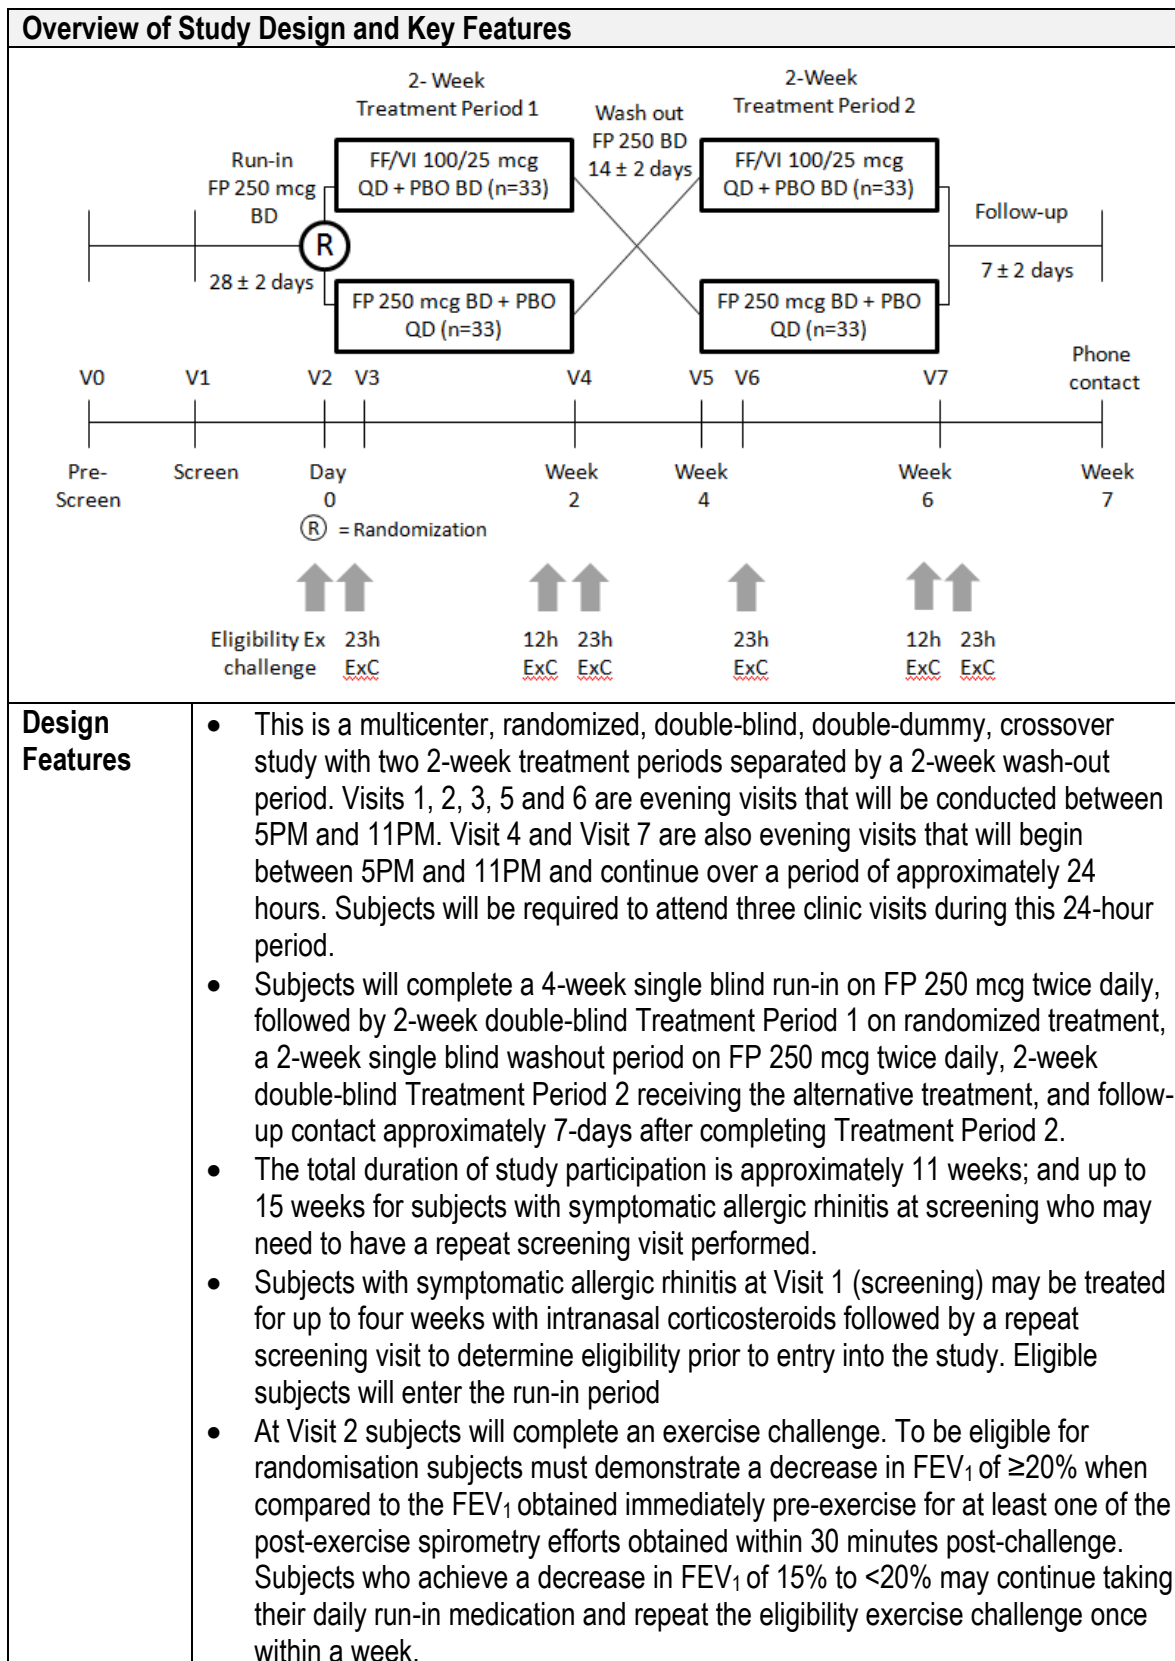 Overview of Study Design and Key Features
2- Week
Treatment Period 1
2-Week
Treatment Period 2
Wash out
FP 250 BD
14 ± 2 days
Run-in
FP 250 mcg
BD
28 ± 2 days
R
FF/VI 100/25 mcg
QD + PBO BD (n=33)
FP 250 mcg BD + PBO
QD (n=33)
FF/VI 100/25 mcg
QD + PBO BD (n=33)
FP 250 mcg BD + PBO
QD (n=33)
Follow-up
7 ± 2 days
V0 V1 V2 V3 V4 V5 V6 V7
Phone
contact
Pre-
Screen
Screen
Day
0
Week
2
Week
4
Week
6
Week
7
R = Randomization
Eligibility Ex
challenge
23h
ExC
12h
ExC
23h
ExC
23h
ExC
12h
ExC
23h
ExC
Design
Features
• This is a multicenter, randomized, double-blind, double-dummy, crossover
study with two 2-week treatment periods separated by a 2-week wash-out
period. Visits 1, 2, 3, 5 and 6 are evening visits that will be conducted between
5PM and 11PM. Visit 4 and Visit 7 are also evening visits that will begin
between 5PM and 11PM and continue over a period of approximately 24
hours. Subjects will be required to attend three clinic visits during this 24-hour
period.
• Subjects will complete a 4-week single blind run-in on FP 250 mcg twice daily,
followed by 2-week double-blind Treatment Period 1 on randomized treatment,
a 2-week single blind washout period on FP 250 mcg twice daily, 2-week
double-blind Treatment Period 2 receiving the alternative treatment, and follow-
up contact approximately 7-days after completing Treatment Period 2.
• The total duration of study participation is approximately 11 weeks; and up to
15 weeks for subjects with symptomatic allergic rhinitis at screening who may
need to have a repeat screening visit performed.
• Subjects with symptomatic allergic rhinitis at Visit 1 (screening) may be treated
for up to four weeks with intranasal corticosteroids followed by a repeat
screening visit to determine eligibility prior to entry into the study. Eligible
subjects will enter the run-in period
• At Visit 2 subjects will complete an exercise challenge. To be eligible for
randomisation subjects must demonstrate a decrease in FEV₁ of ≥20% when
compared to the FEV₁ obtained immediately pre-exercise for at least one of the
post-exercise spirometry efforts obtained within 30 minutes post-challenge.
Subjects who achieve a decrease in FEV₁ of 15% to <20% may continue taking
their daily run-in medication and repeat the eligibility exercise challenge once
within a week.